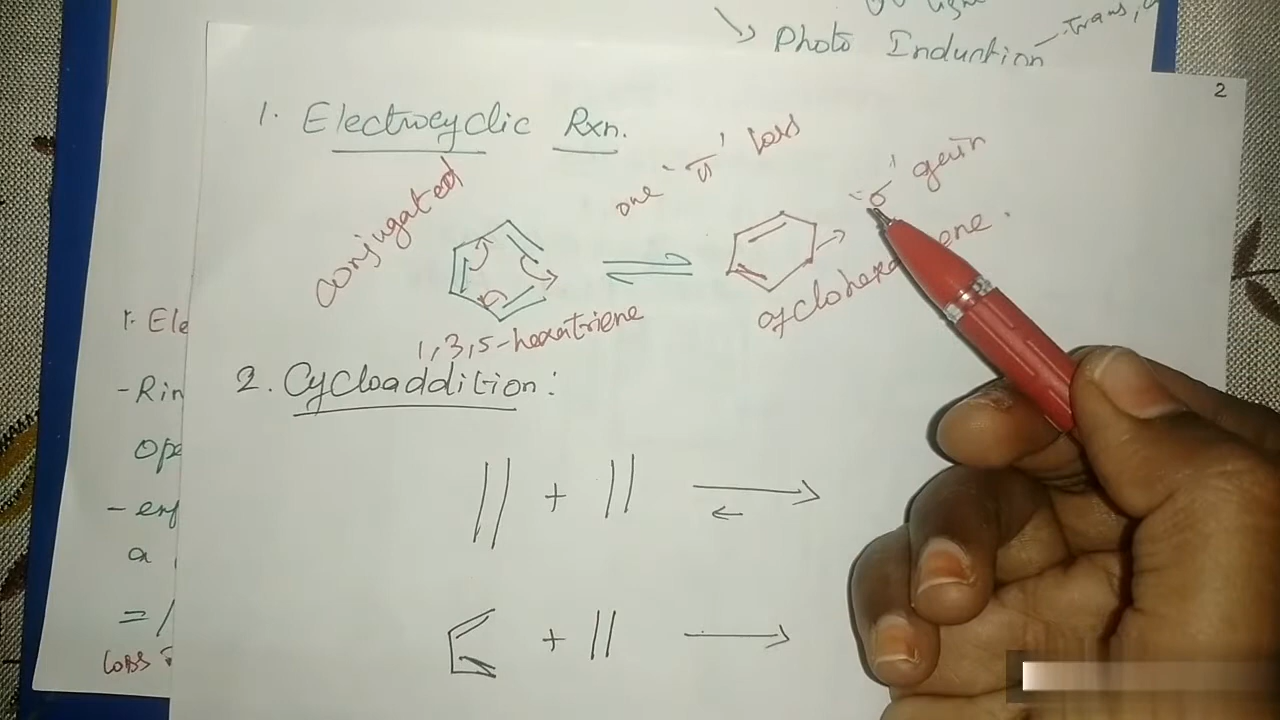 Photo Induction
2
1. Electrocyclic Rxn.
conjugated
one "π" loss
"σ" gain
1,3,5-hexatriene
2. Cycloaddition:
1. Ele
- Rin
ope
a
= 1
loss